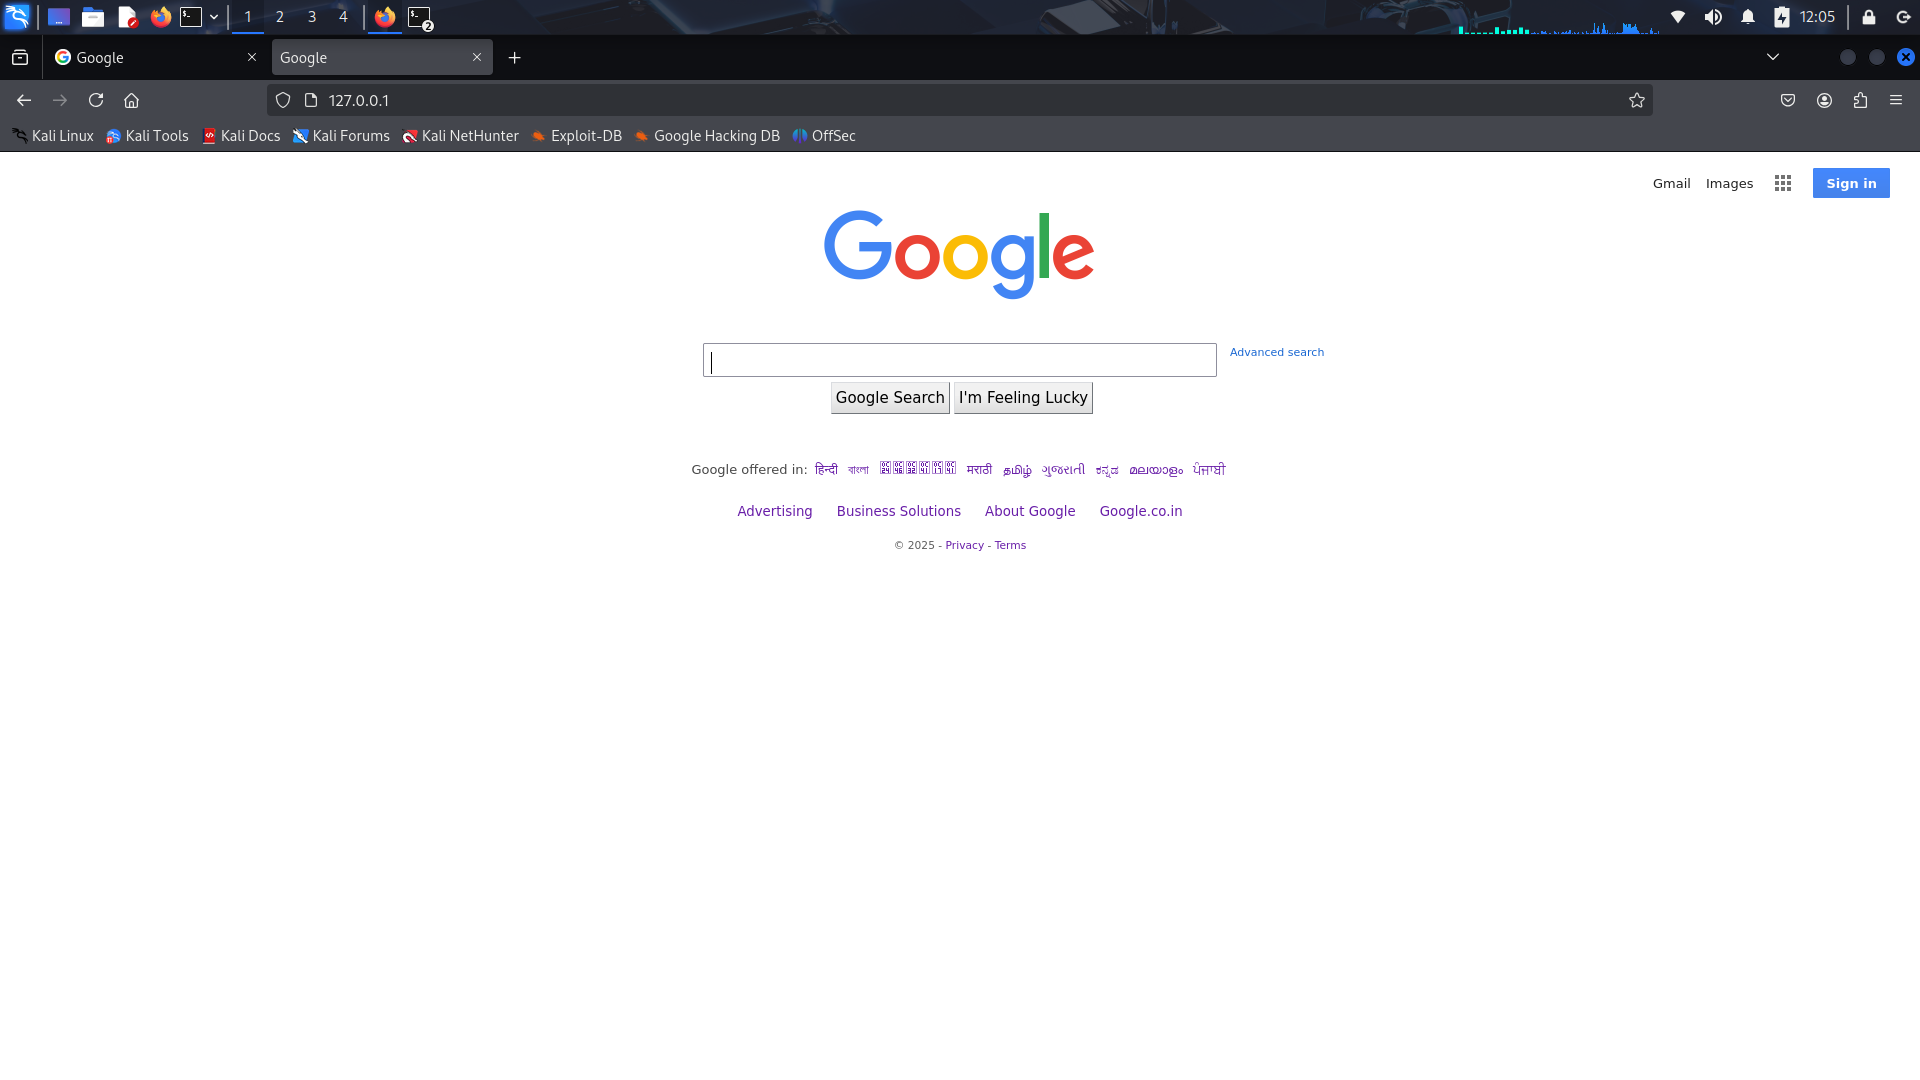 1 2 3 4 2 12:05
Google Google
127.0.0.1
Kali Linux Kali Tools Kali Docs Kali Forums Kali NetHunter Exploit-DB Google Hacking DB OffSec
Gmail Images Sign in
Google
Advanced search
Google Search I'm Feeling Lucky
Google offered in: हिन्दी বাংলা मराठी தமிழ் ગુજરાતી ಕನ್ನಡ മലയാളം ਪੰਜਾਬੀ
Advertising Business Solutions About Google Google.co.in
© 2025 - Privacy - Terms